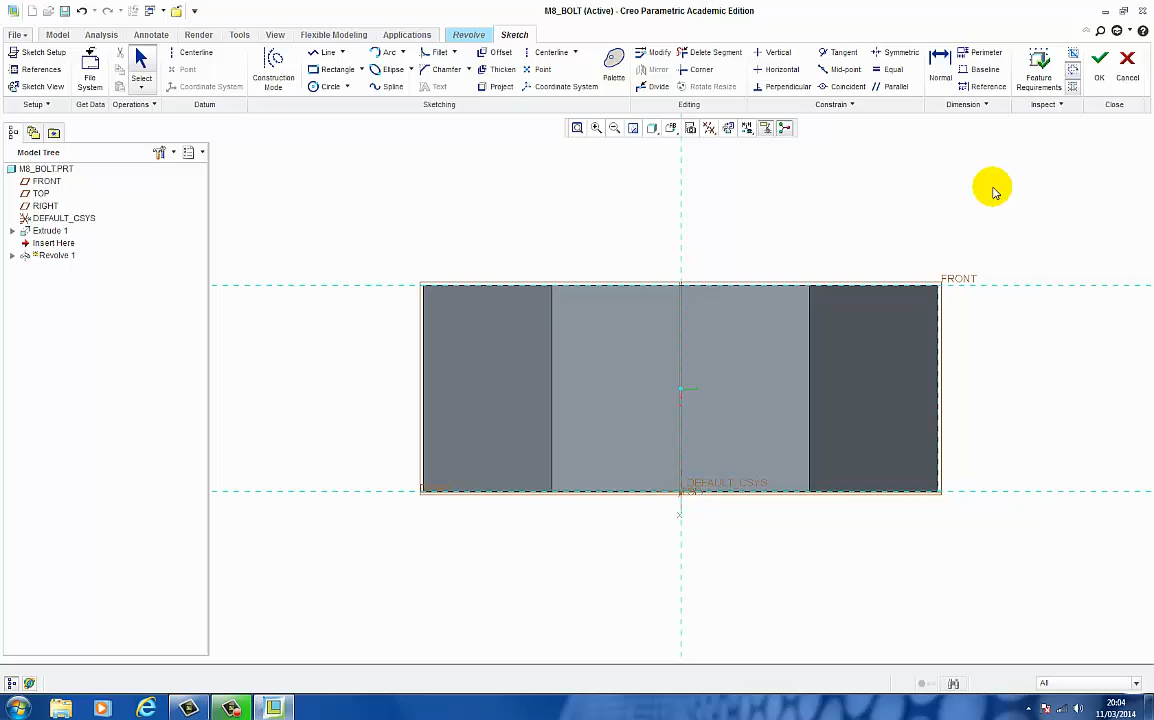 M8_BOLT (Active) - Creo Parametric Academic Edition
File Model Analysis Annotate Render Tools View Flexible Modeling Applications Revolve Sketch
Sketch Setup
References
Sketch View
Setup
File System
Get Data
Select
Operations
Centerline
Point
Coordinate System
Datum
Construction Mode
Line Arc Fillet Offset Centerline
Rectangle Ellipse Chamfer Thicken Point
Circle Spline Text Project Coordinate System
Palette
Sketching
Modify Delete Segment
Mirror Corner
Divide Rotate Resize
Editing
Vertical Tangent Symmetric
Horizontal Mid-point Equal
Perpendicular Coincident Parallel
Constrain
Normal
Perimeter
Baseline
Reference
Dimension
Feature Requirements
Inspect
OK Cancel
Close
Model Tree
M8_BOLT.PRT
FRONT
TOP
RIGHT
DEFAULT_CSYS
Extrude 1
Insert Here
Revolve 1
FRONT
DEFAULT_CSYS
All
20:04
11/03/2014